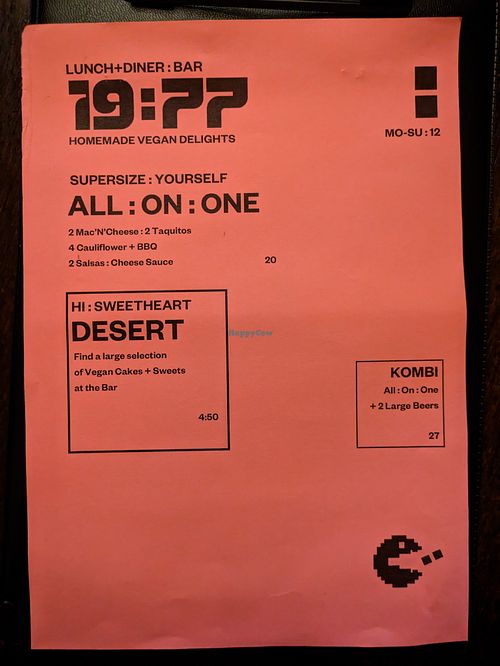 LUNCH+DINER : BAR
19:77
HOMEMADE VEGAN DELIGHTS
MO-SU : 12
SUPERSIZE : YOURSELF
ALL : ON : ONE
2 Mac'N'Cheese : 2 Taquitos
4 Cauliflower + BBQ
2 Salsas : Cheese Sauce 20
HI : SWEETHEART
DESERT
Find a large selection
of Vegan Cakes + Sweets
at the Bar
4:50
HappyCow
KOMBI
All : On : One
+ 2 Large Beers
27